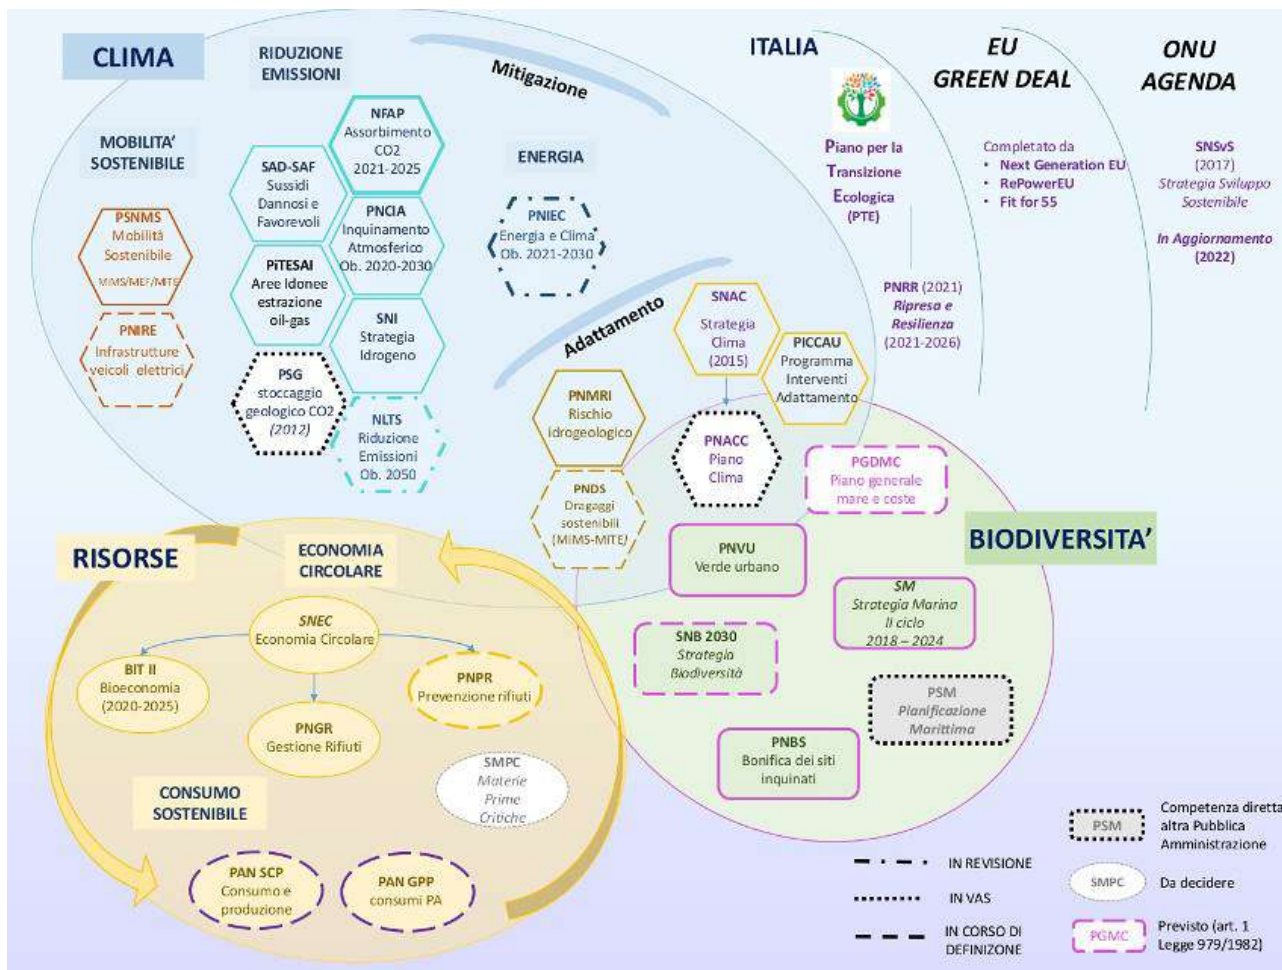 CLIMA
RIDUZIONE
EMISSIONI
Mitigazione
MOBILITA’
SOSTENIBILE
PSNMS
Mobilità
Sostenibile
MiMS/MEF/MITE
PNIRE
Infrastrutture
veicoli elettrici
NFAP
Assorbimento
CO2
2021-2025
SAD-SAF
Sussidi
Dannosi e
Favorevoli
PNCIA
Inquinamento
Atmosferico
Ob. 2020-2030
PiTESAI
Aree Idonee
estrazione
oil-gas
SNI
Strategia
Idrogeno
PSG
stoccaggio
geologico CO2
(2012)
NLTS
Riduzione
Emissioni
Ob. 2050
ENERGIA
PNIEC
Energia e Clima
Ob. 2021-2030
Adattamento
SNAC
Strategia
Clima
(2015)
PICCAU
Programma
Interventi
Adattamento
PNMRI
Rischio
idrogeologico
PNDS
Dragaggi
sostenibili
(MiMS-MITE)
PNACC
Piano
Clima
ITALIA
Piano per la
Transizione
Ecologica
(PTE)
PNRR (2021)
Ripresa e
Resilienza
(2021-2026)
EU
GREEN DEAL
Completato da
• Next Generation EU
• RePowerEU
• Fit for 55
ONU
AGENDA
SNSvS
(2017)
Strategia Sviluppo
Sostenibile
In Aggiornamento
(2022)
BIODIVERSITA’
PGDMC
Piano generale
mare e coste
PNVU
Verde urbano
SM
Strategia Marina
II ciclo
2018 – 2024
SNB 2030
Strategia
Biodiversità
PSM
Pianificazione
Marittima
PNBS
Bonifica dei siti
inquinati
RISORSE
ECONOMIA
CIRCOLARE
SNEC
Economia Circolare
BIT II
Bioeconomia
(2020-2025)
PNGR
Gestione Rifiuti
PNPR
Prevenzione rifiuti
SMPC
Materie
Prime
Critiche
CONSUMO
SOSTENIBILE
PAN SCP
Consumo e
produzione
PAN GPP
consumi PA
IN REVISIONE
IN VAS
IN CORSO DI
DEFINIZONE
PSM
Competenza diretta
altra Pubblica
Amministrazione
SMPC
Da decidere
PGMC
Previsto (art. 1
Legge 979/1982)